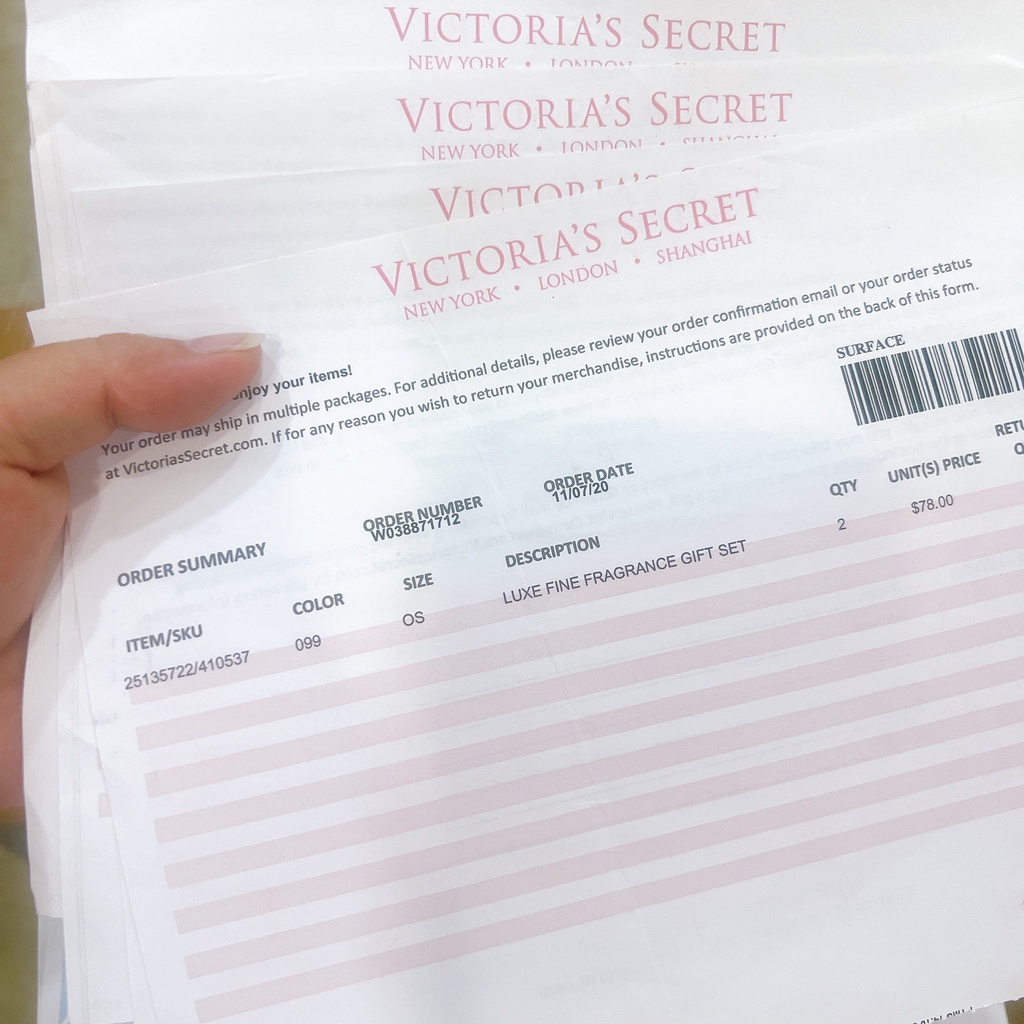 VICTORIA'S SECRET
NEW YORK • LONDON
VICTORIA'S SECRET
NEW YORK • LONDON • SHANGHAI
VICTORIA'S
VICTORIA'S SECRET
NEW YORK • LONDON • SHANGHAI
njoy your items!
Your order may ship in multiple packages. For additional details, please review your order confirmation email or your order status
at VictoriasSecret.com. If for any reason you wish to return your merchandise, instructions are provided on the back of this form.
SURFACE
ORDER SUMMARY ORDER NUMBER ORDER DATE
W038871712 11/07/20
ITEM/SKU COLOR SIZE DESCRIPTION QTY UNIT(S) PRICE RETU
Q
25135722/410537 099 OS LUXE FINE FRAGRANCE GIFT SET 2 $78.00